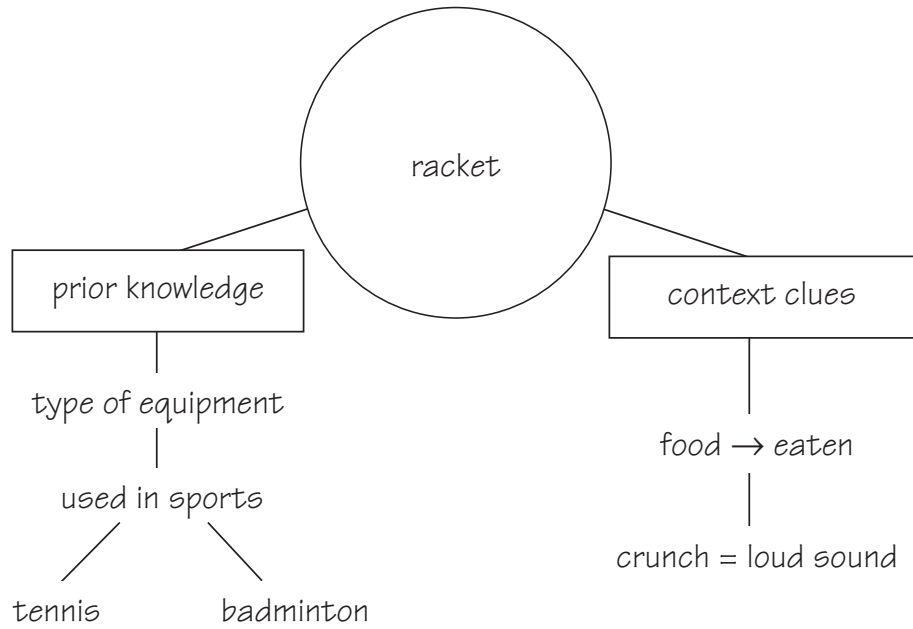 racket
prior knowledge
type of equipment
used in sports
tennis
badminton
context clues
food → eaten
crunch = loud sound